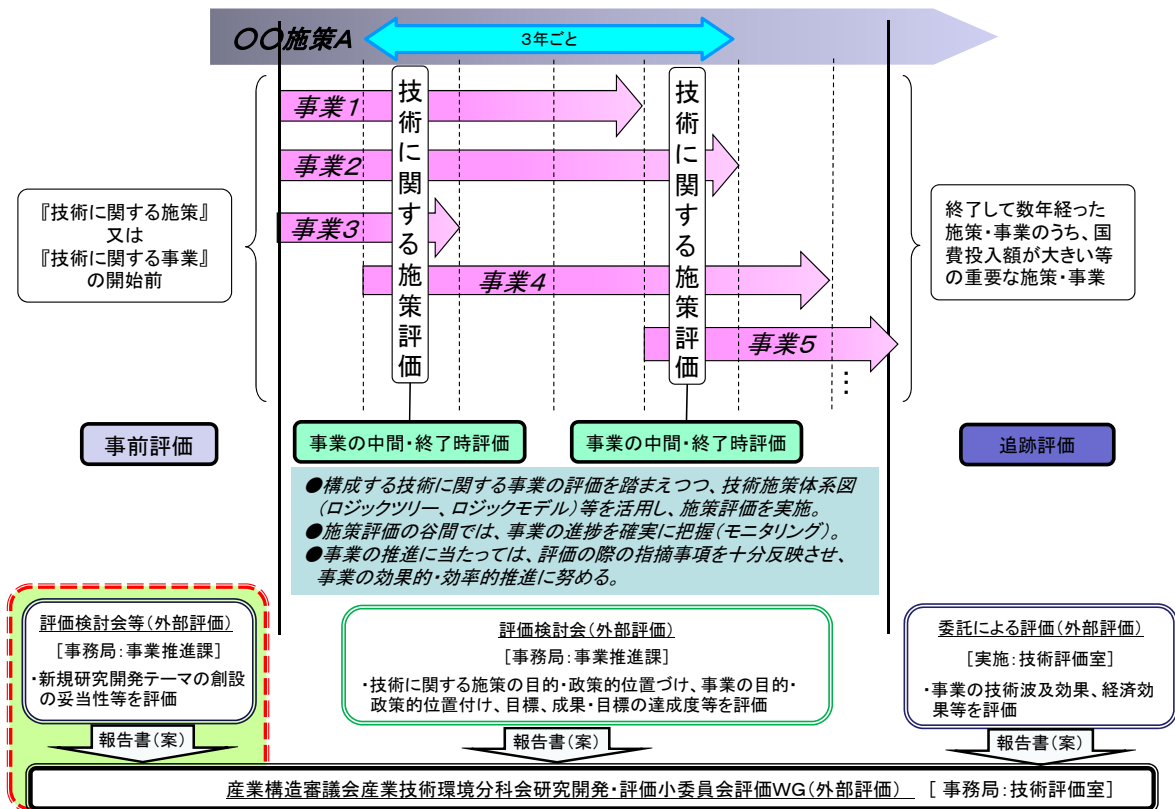 〇〇施策A
3年ごと
技術に関する施策評価
技術に関する施策評価
事業1
事業2
事業3
事業4
事業5
⋮
『技術に関する施策』
又は
『技術に関する事業』
の開始前
終了して数年経った
施策・事業のうち、国
費投入額が大きい等
の重要な施策・事業
事前評価
事業の中間・終了時評価
事業の中間・終了時評価
追跡評価
●構成する技術に関する事業の評価を踏まえつつ、技術施策体系図
(ロジックツリー、ロジックモデル)等を活用し、施策評価を実施。
●施策評価の谷間では、事業の進捗を確実に把握(モニタリング)。
●事業の推進に当たっては、評価の際の指摘事項を十分反映させ、
事業の効果的・効率的推進に努める。
評価検討会等(外部評価)
[事務局:事業推進課]
・新規研究開発テーマの創設
の妥当性等を評価
報告書(案)
評価検討会(外部評価)
[事務局:事業推進課]
・技術に関する施策の目的・政策的位置づけ、事業の目的・
政策的位置付け、目標、成果・目標の達成度等を評価
報告書(案)
委託による評価(外部評価)
[実施:技術評価室]
・事業の技術波及効果、経済効
果等を評価
報告書(案)
産業構造審議会産業技術環境分科会研究開発・評価小委員会評価WG(外部評価) [事務局:技術評価室]